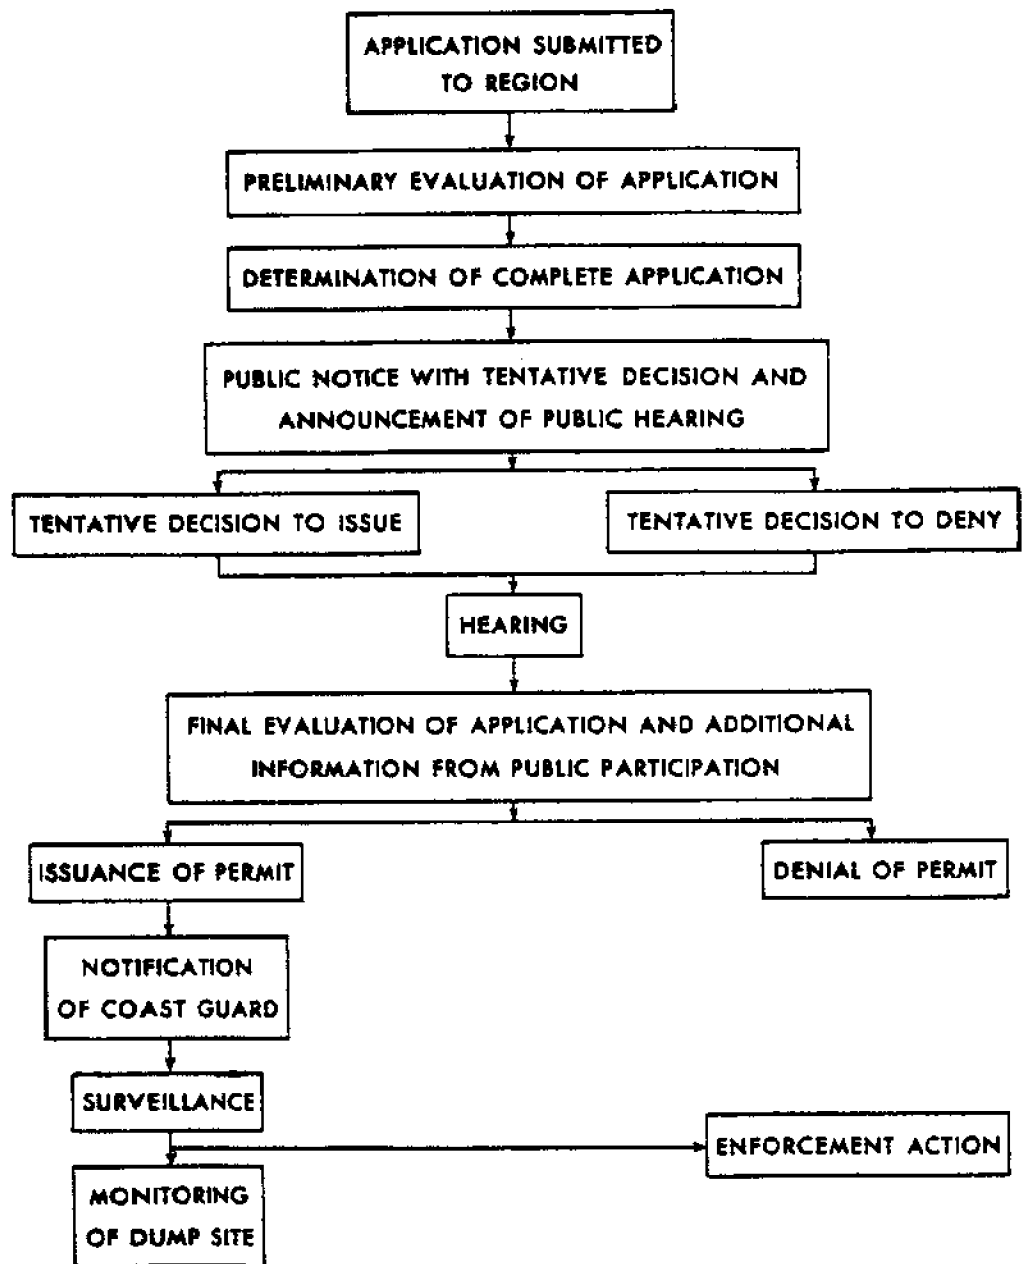 APPLICATION SUBMITTED
TO REGION
PRELIMINARY EVALUATION OF APPLICATION
DETERMINATION OF COMPLETE APPLICATION
PUBLIC NOTICE WITH TENTATIVE DECISION AND
ANNOUNCEMENT OF PUBLIC HEARING
TENTATIVE DECISION TO ISSUE
TENTATIVE DECISION TO DENY
HEARING
FINAL EVALUATION OF APPLICATION AND ADDITIONAL
INFORMATION FROM PUBLIC PARTICIPATION
ISSUANCE OF PERMIT
DENIAL OF PERMIT
NOTIFICATION
OF COAST GUARD
SURVEILLANCE
ENFORCEMENT ACTION
MONITORING
OF DUMP SITE